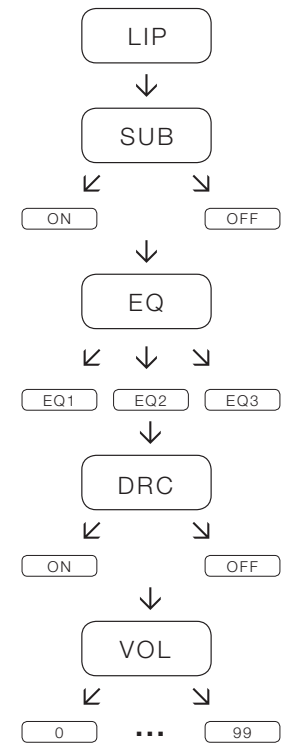 LIP
SUB
ON OFF
EQ
EQ1 EQ2 EQ3
DRC
ON OFF
VOL
0 ... 99